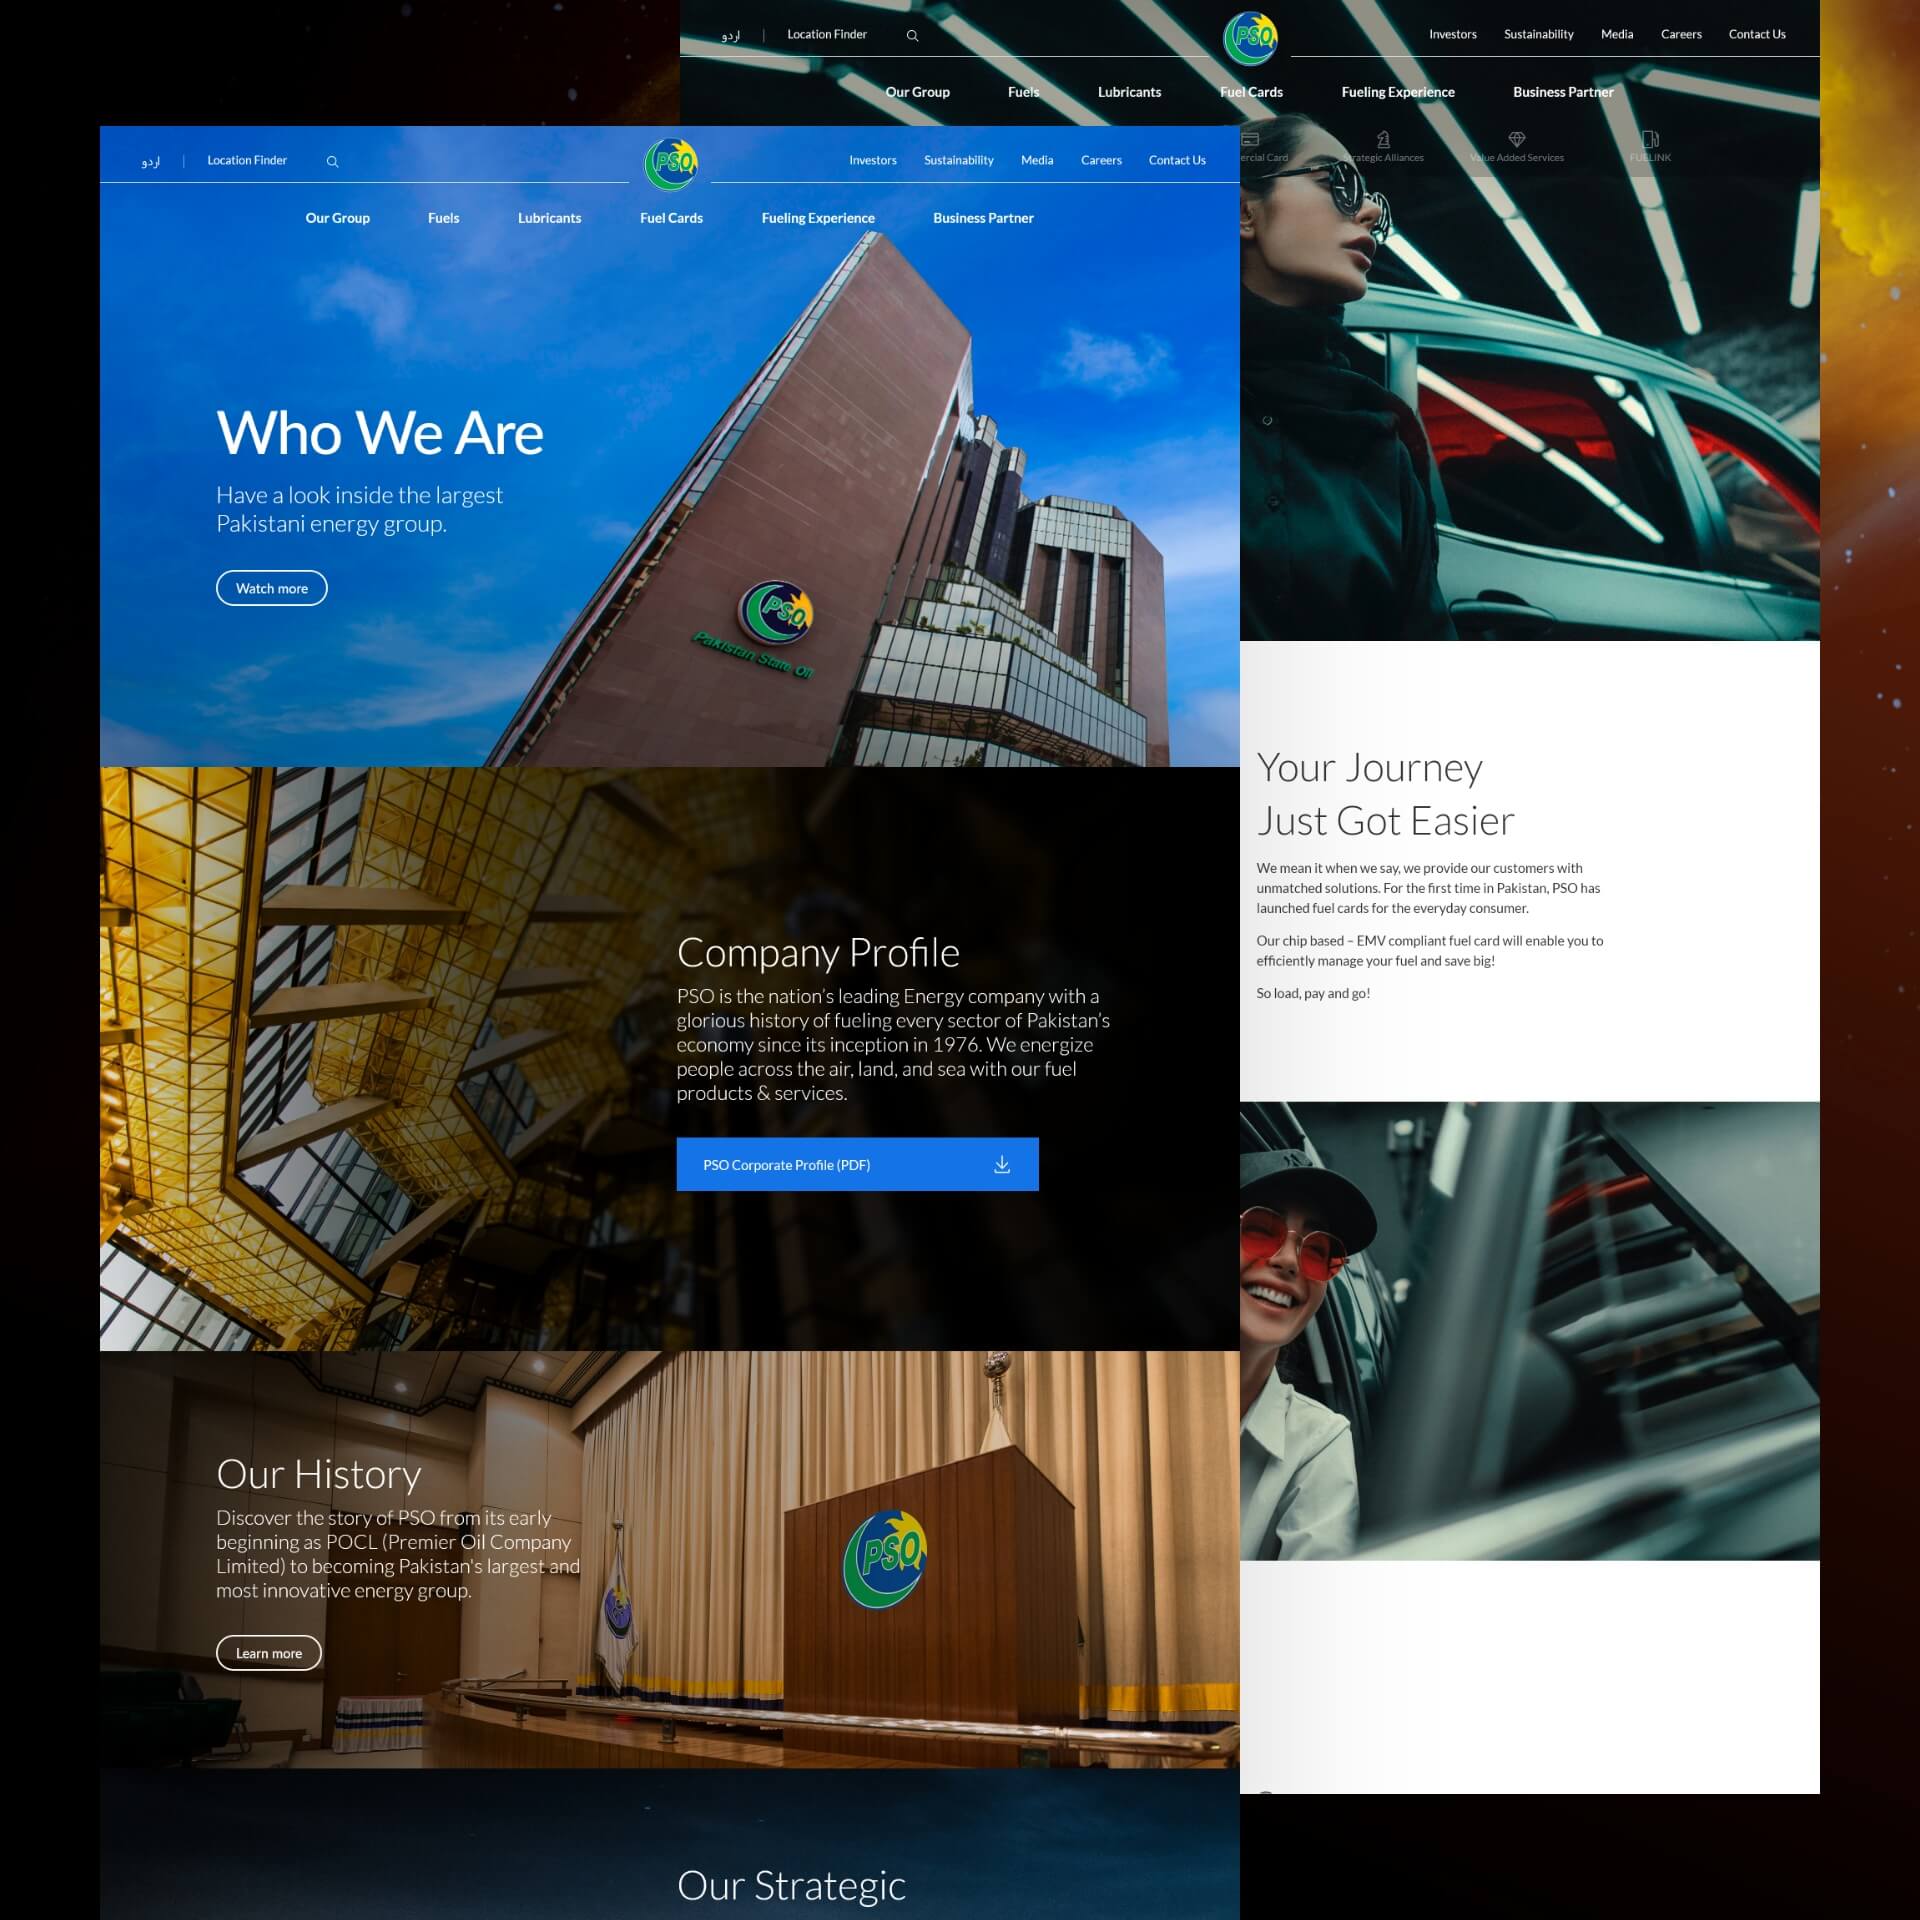 اردو
Location Finder
PSO
Investors
Sustainability
Media
Careers
Contact Us
Our Group
Fuels
Lubricants
Fuel Cards
Fueling Experience
Business Partner
Strategic Alliances
Value Added Services
FUELINK
اردو
Location Finder
PSO
Investors
Sustainability
Media
Careers
Contact Us
Our Group
Fuels
Lubricants
Fuel Cards
Fueling Experience
Business Partner
Who We Are
Have a look inside the largest
Pakistani energy group.
Watch more
PSO
Pakistan State Oil
Company Profile
PSO is the nation’s leading Energy company with a
glorious history of fueling every sector of Pakistan’s
economy since its inception in 1976. We energize
people across the air, land, and sea with our fuel
products & services.
PSO Corporate Profile (PDF)
Our History
Discover the story of PSO from its early
beginning as POCL (Premier Oil Company
Limited) to becoming Pakistan's largest and
most innovative energy group.
Learn more
PSO
Our Strategic
Your Journey
Just Got Easier
We mean it when we say, we provide our customers with
unmatched solutions. For the first time in Pakistan, PSO has
launched fuel cards for the everyday consumer.
Our chip based – EMV compliant fuel card will enable you to
efficiently manage your fuel and save big!
So load, pay and go!